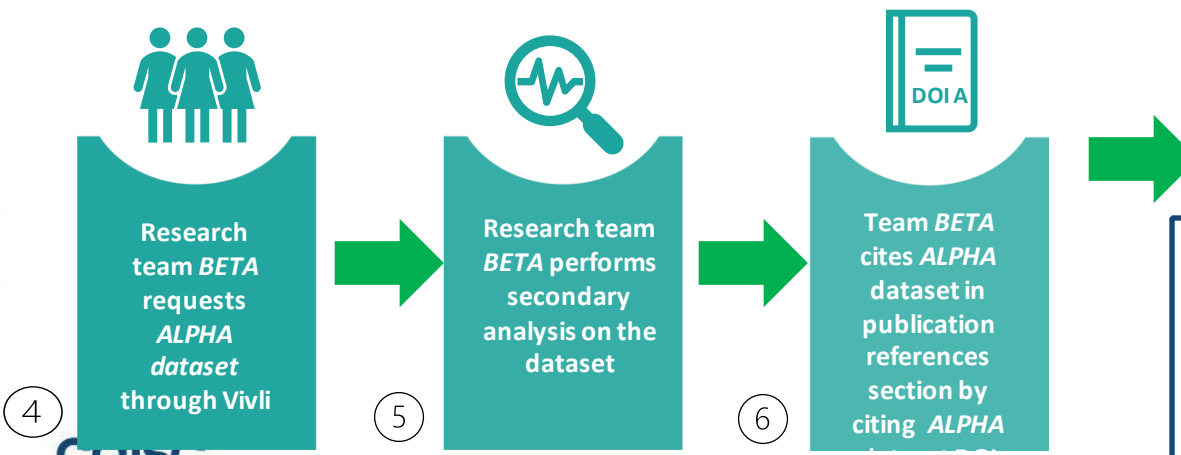 DOI A
Research
team BETA
requests
ALPHA
dataset
through Vivli
4
Research team
BETA performs
secondary
analysis on the
dataset
5
Team BETA
cites ALPHA
dataset in
publication
references
section by
citing ALPHA
6